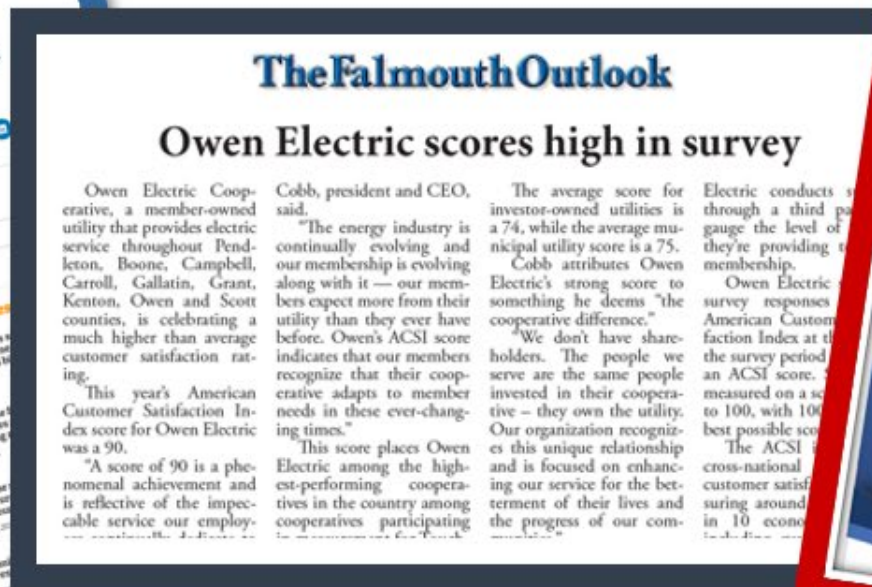 The Falmouth Outlook
Owen Electric scores high in survey
Owen Electric Coop-
erative, a member-owned
utility that provides electric
service throughout Pend-
leton, Boone, Campbell,
Carroll, Gallatin, Grant,
Kenton, Owen and Scott
counties, is celebrating a
much higher than average
customer satisfaction rat-
ing.
This year's American
Customer Satisfaction In-
dex score for Owen Electric
was a 90.
"A score of 90 is a phe-
nomenal achievement and
is reflective of the impec-
cable service our employ-
Cobb, president and CEO,
said.
"The energy industry is
continually evolving and
our membership is evolving
along with it — our mem-
bers expect more from their
utility than they ever have
before. Owen's ACSI score
indicates that our members
recognize that their coop-
erative adapts to member
needs in these ever-chang-
ing times."
This score places Owen
Electric among the high-
est-performing coopera-
tives in the country among
cooperatives participating
The average score for
investor-owned utilities is
a 74, while the average mu-
nicipal utility score is a 75.
Cobb attributes Owen
Electric's strong score to
something he deems "the
cooperative difference."
"We don't have share-
holders. The people we
serve are the same people
invested in their coopera-
tive – they own the utility.
Our organization recogniz-
es this unique relationship
and is focused on enhanc-
ing our service for the bet-
terment of their lives and
the progress of our com-
Electric conducts
through a third
gauge the level of
they're providing
membership.
Owen Electric
survey responses
American
faction Index at
the survey period
an ACSI score.
measured on a
to 100, with 100
best possible
The ACSI
cross-national
customer
suring around
in 10